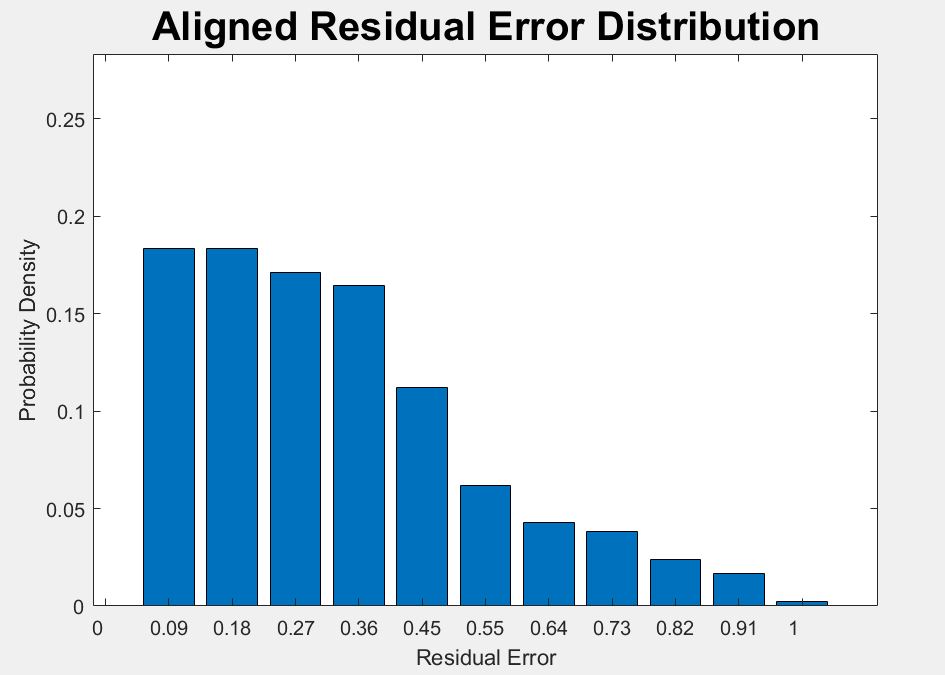 Aligned Residual Error Distribution
0.25
0.2
0.15
0.1
0.05
0
Probability Density
0 0.09 0.18 0.27 0.36 0.45 0.55 0.64 0.73 0.82 0.91 1
Residual Error